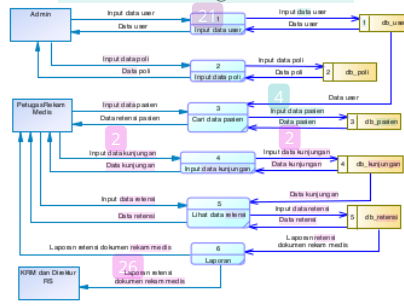 Admin
Input data user
Data user
21
1
Input data user
Input data user
Data user
1
db_use
Input data poli
Data poli
2
Input data poli
Input data poli
Data poli
2
db_poli
Data user
PetugasRekam
Medis
Input data pasien
Data retensi pasien
3
Cari data pasien
4
Input data pasien
Data pasien
3
db_pasien
2
Input data kunjungan
Data kunjungan
4
Input data kunjungan
2
Input data kunjungan
Data kunjungan
4
db_kunjungan
Data kunjungan
Input data retensi
Data retensi
5
Lihat data retensi
Input data retensi
Data retensi
5
db_retensi
Laporan retensi dokumen rekam medis
6
Laporan
Laporan retensi
dokumen rekam medis
KRM dan Direktur
RS
26
Laporan retensi
dokumen rekam medis